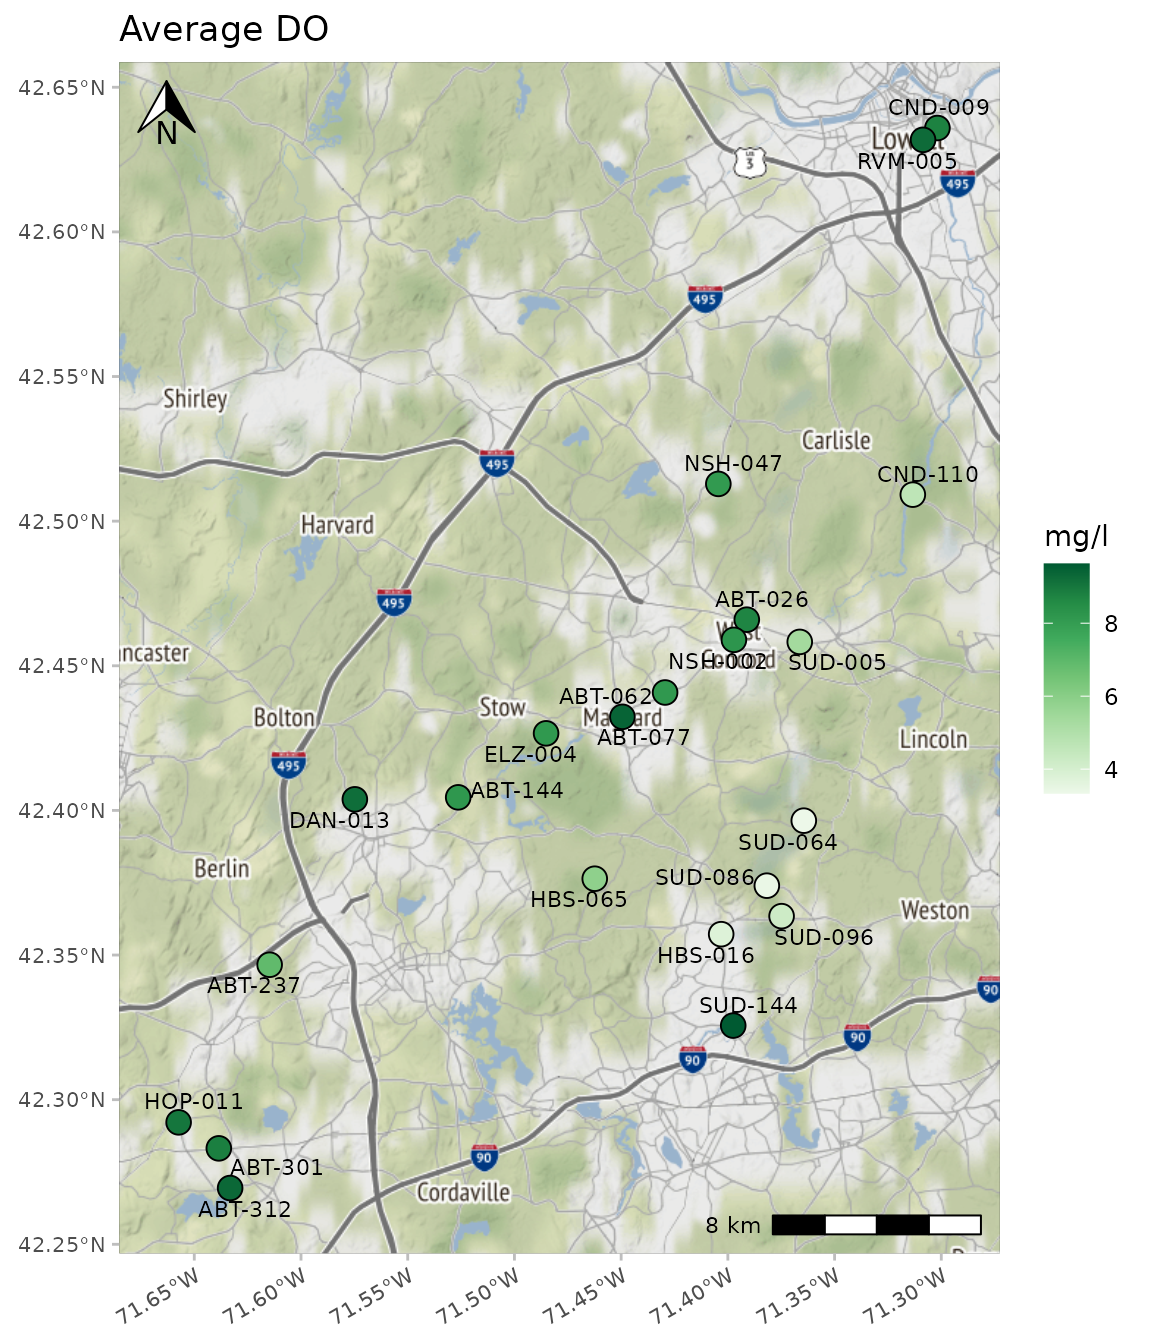 Average DO
42.65°N
42.60°N
42.55°N
42.50°N
42.45°N
42.40°N
42.35°N
42.30°N
42.25°N
N
CND-009
RVM-005
3
495
495
Shirley
Carlisle
495
NSH-047
CND-110
Harvard
495
ABT-026
West
Concord
NSH-002
SUD-005
ncaster
Stow
ABT-062
Bolton
ABT-077
Lincoln
ELZ-004
495
ABT-144
DAN-013
SUD-064
Berlin
SUD-086
HBS-065
Weston
SUD-096
HBS-016
ABT-237
90
SUD-144
90
90
HOP-011
ABT-301
90
Cordaville
ABT-312
8 km
71.65°W
71.60°W
71.55°W
71.50°W
71.45°W
71.40°W
71.35°W
71.30°W
mg/l
8
6
4